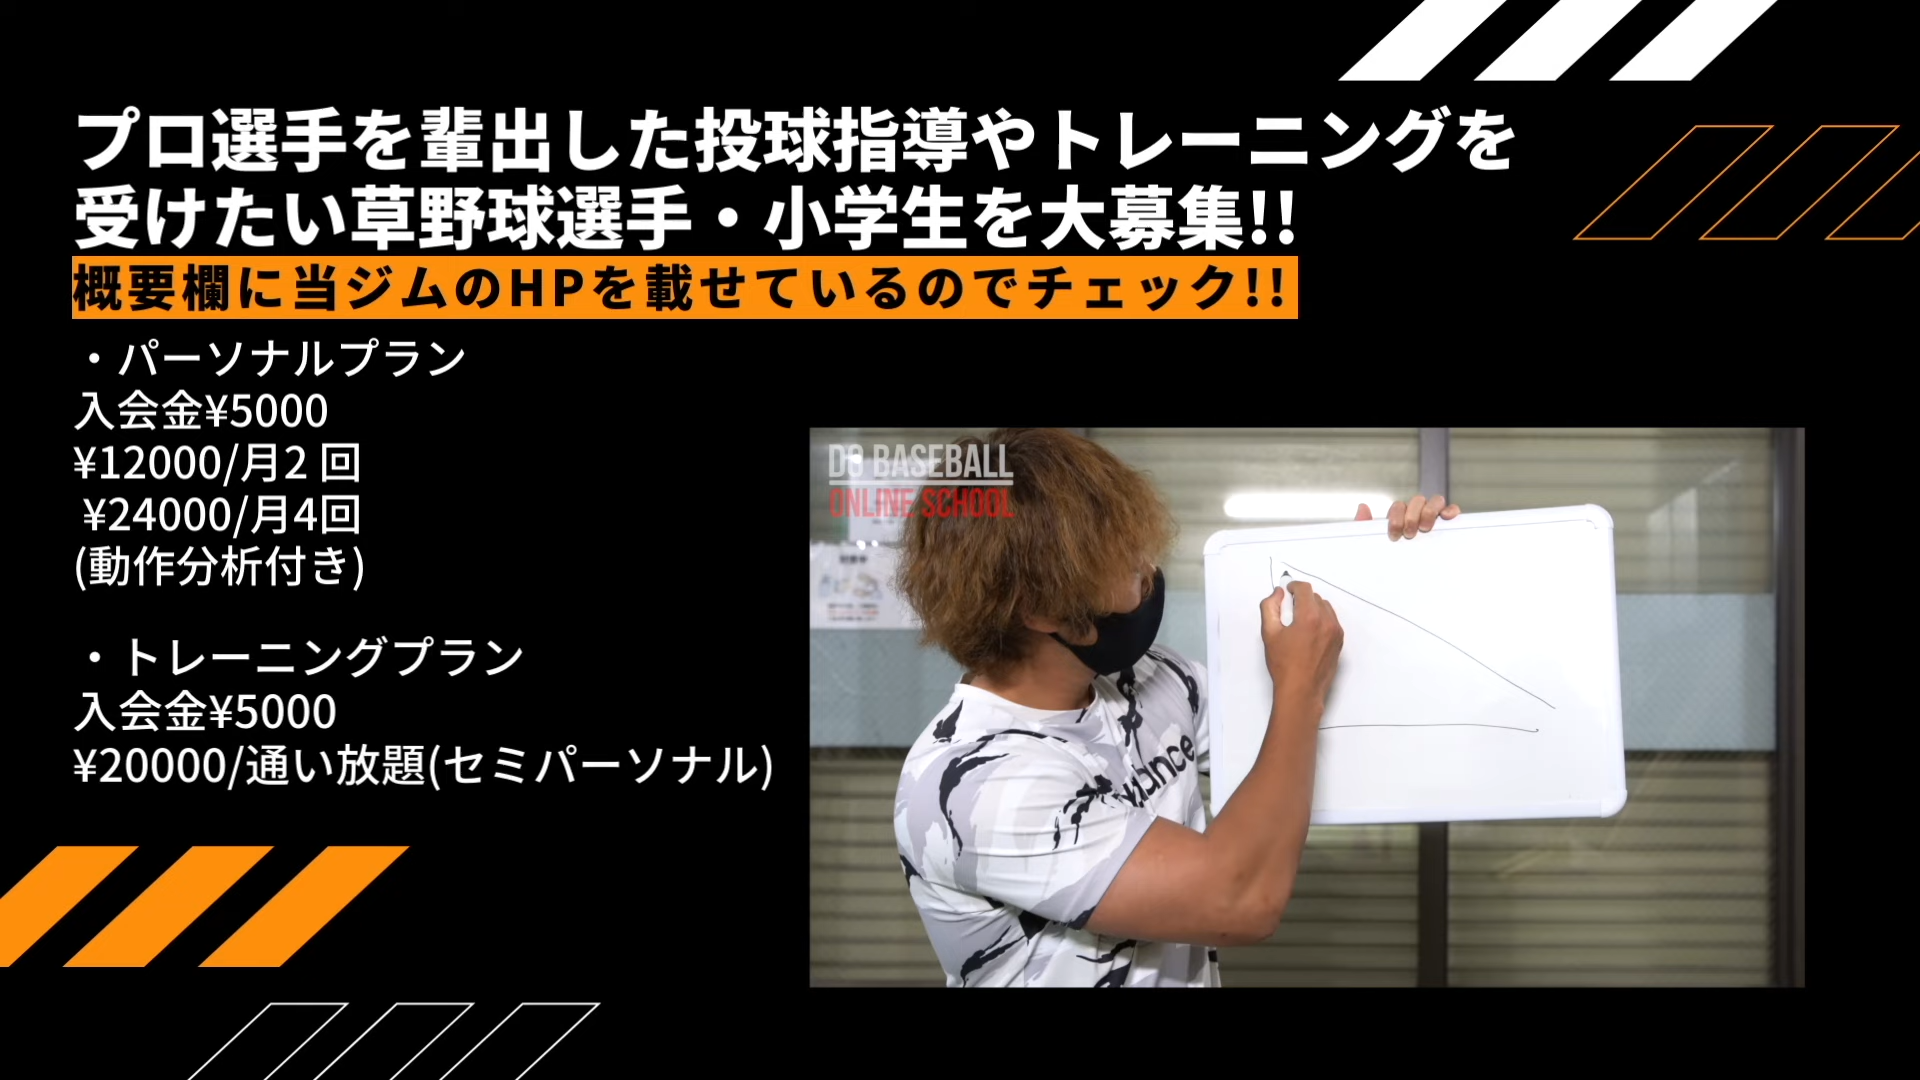 プロ選手を輩出した投球指導やトレーニングを
受けたい草野球選手・小学生を大募集!!
概要欄に当ジムのHPを載せているのでチェック!!
・パーソナルプラン
入会金¥5000
¥12000/月2 回
¥24000/月4回
(動作分析付き)
・トレーニングプラン
入会金¥5000
¥20000/通い放題(セミパーソナル)
DO BASEBALL
ONLINE SCHOOL